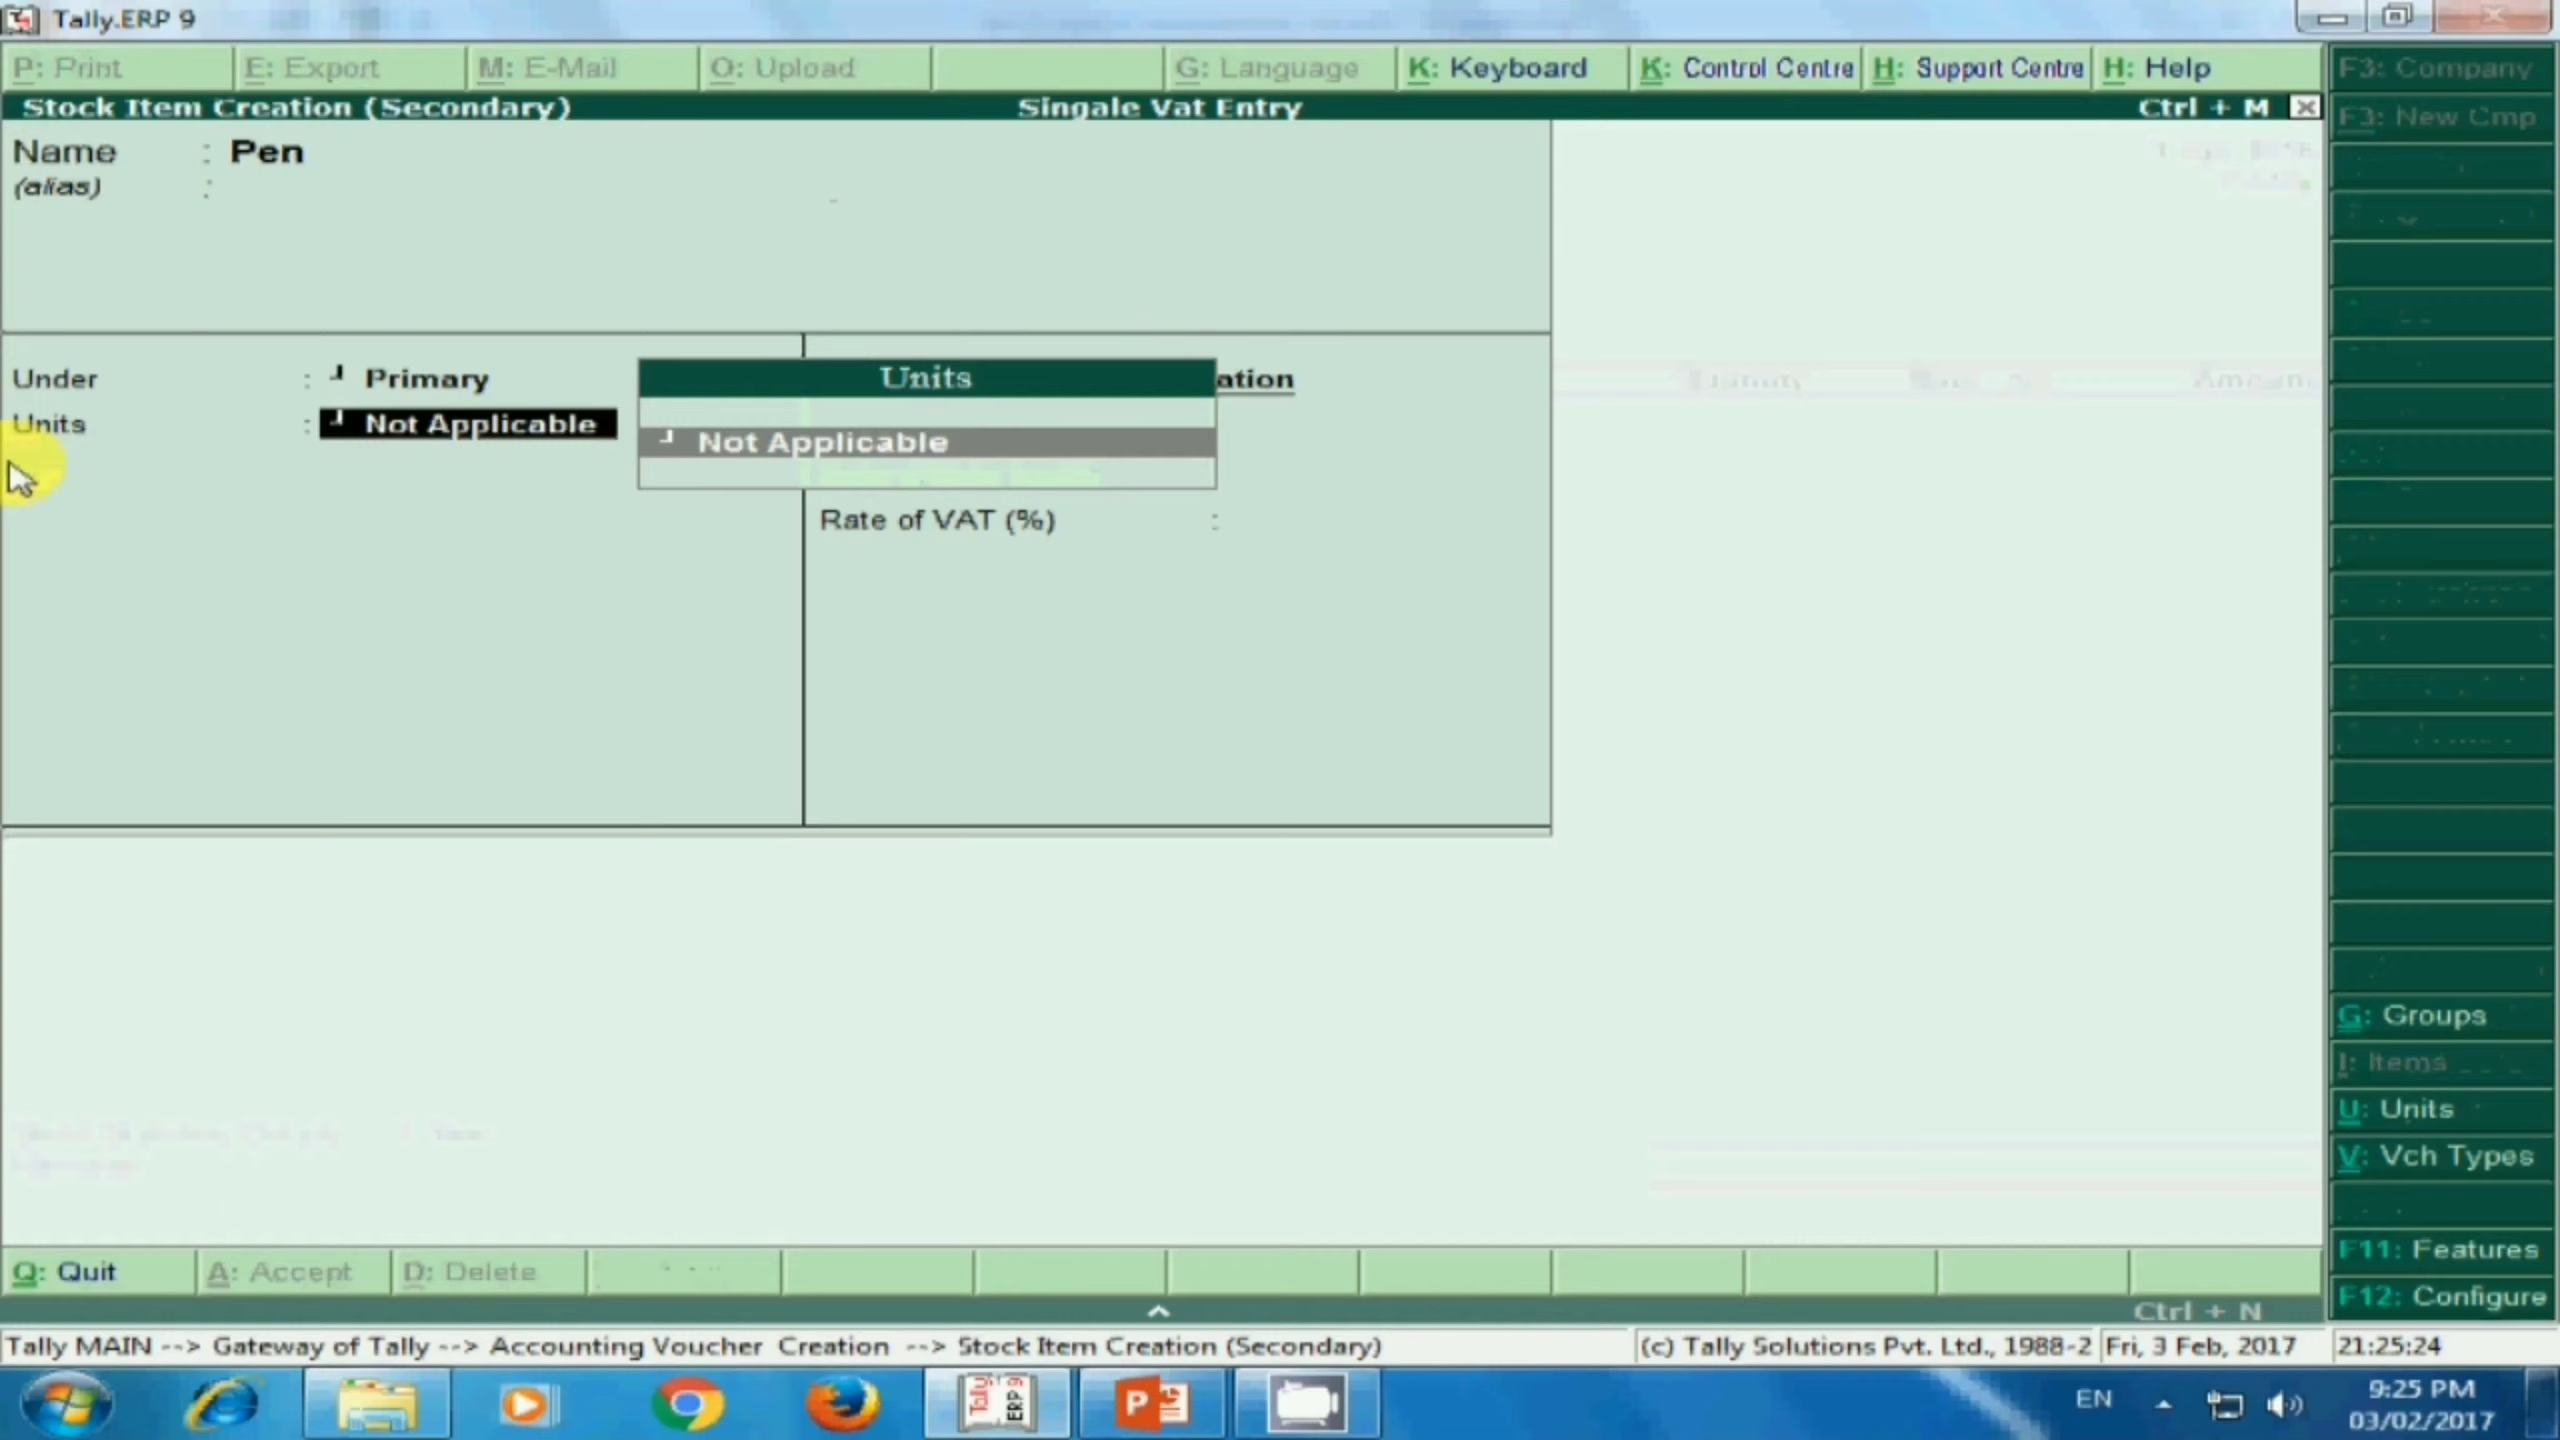 Tally.ERP 9
P: Print E: Export M: E-Mail O: Upload G: Language K: Keyboard K: Control Centre H: Support Centre H: Help F3: Company
Stock Item Creation (Secondary) Singale Vat Entry Ctrl + M F3: New Cmp
Name : Pen
(alias) :
Under : Primary Units ation
Units : Not Applicable Not Applicable
Rate of VAT (%) :
G: Groups
I: Items
U: Units
V: Vch Types
F11: Features
Q: Quit A: Accept D: Delete
F12: Configure
Ctrl + N
Tally MAIN --> Gateway of Tally --> Accounting Voucher Creation --> Stock Item Creation (Secondary) (c) Tally Solutions Pvt. Ltd., 1988-2 Fri, 3 Feb, 2017 21:25:24
Tally ERP 9 EN 9:25 PM
03/02/2017